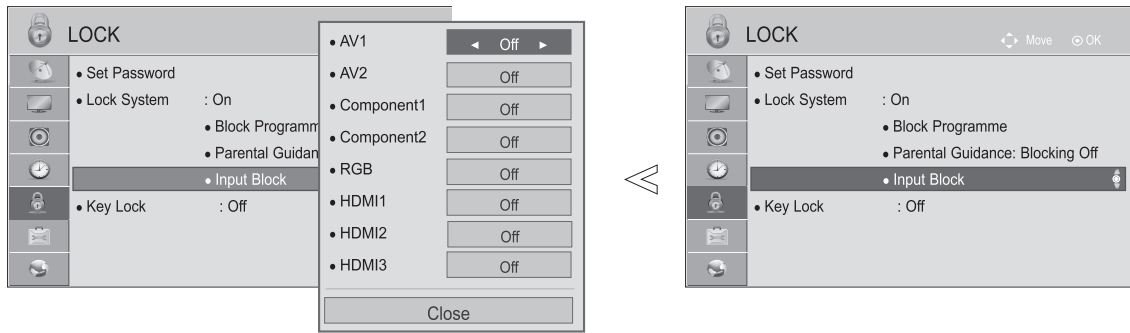 LOCK
• Set Password
• Lock System : On
• Block Programm
• Parental Guidan
• Input Block
• Key Lock : Off
• AV1 ◄ Off ►
• AV2 Off
• Component1 Off
• Component2 Off
• RGB Off
• HDMI1 Off
• HDMI2 Off
• HDMI3 Off
Close
LOCK
Move OK
• Set Password
• Lock System : On
• Block Programme
• Parental Guidance: Blocking Off
• Input Block
• Key Lock : Off